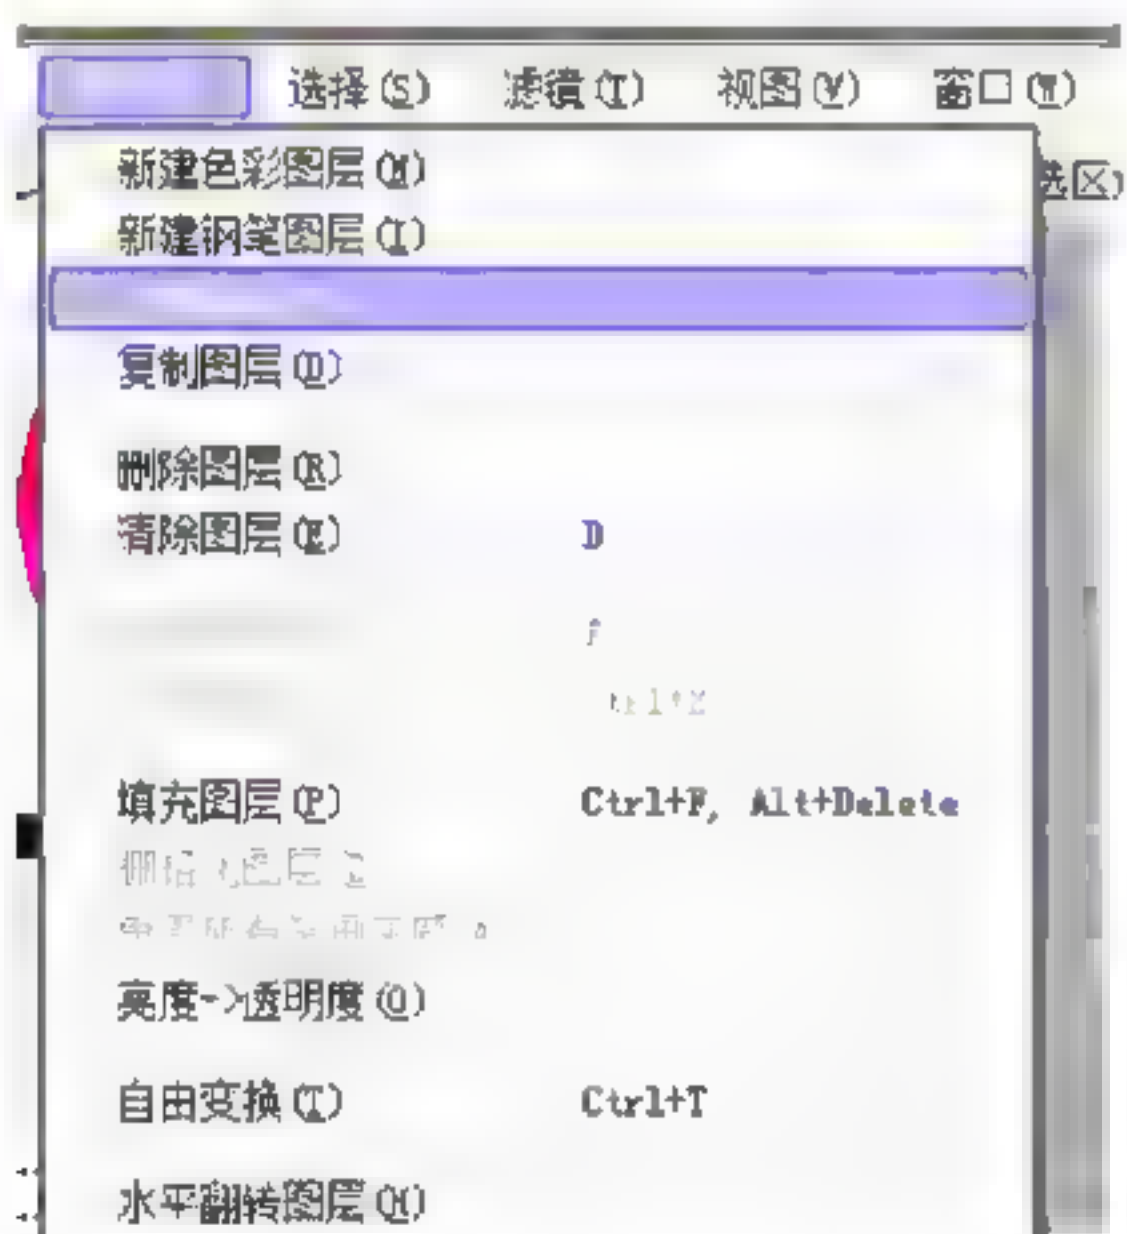 选择(S) 滤镜(T) 视图(V) 窗口(W)
新建色彩图层(N)
新建钢笔图层(I)
选区
复制图层(D)
删除图层(R)
清除图层(E) D
填充图层(P) Ctrl+F, Alt+Delete
亮度->透明度(Q)
自由变换(T) Ctrl+T
水平翻转图层(H)